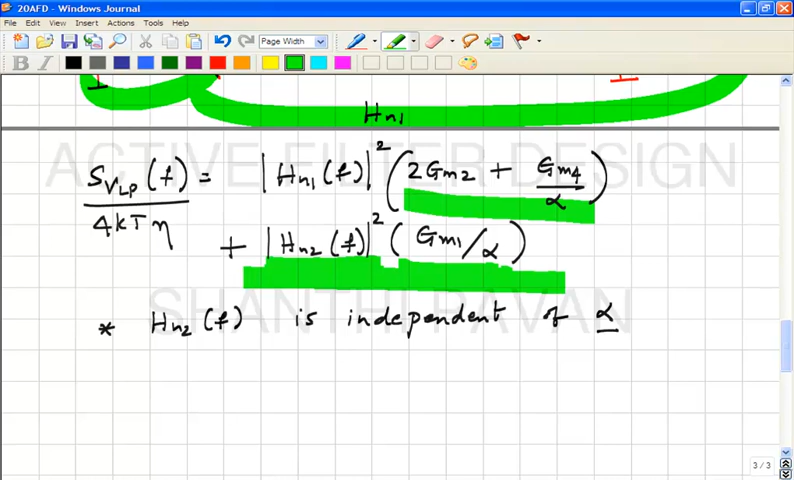 20AFD - Windows Journal
File Edit View Insert Actions Tools Help
Page Width
B I
Hn1
ACTIVE FILTER DESIGN
S_VLP(f) / 4kTη = |Hn1(f)|² (2Gm2 + Gm4/α)
+ |Hn2(f)|² (Gm1/α)
SHANTHI PAVAN
* Hn2(f) is independent of α
3 / 3